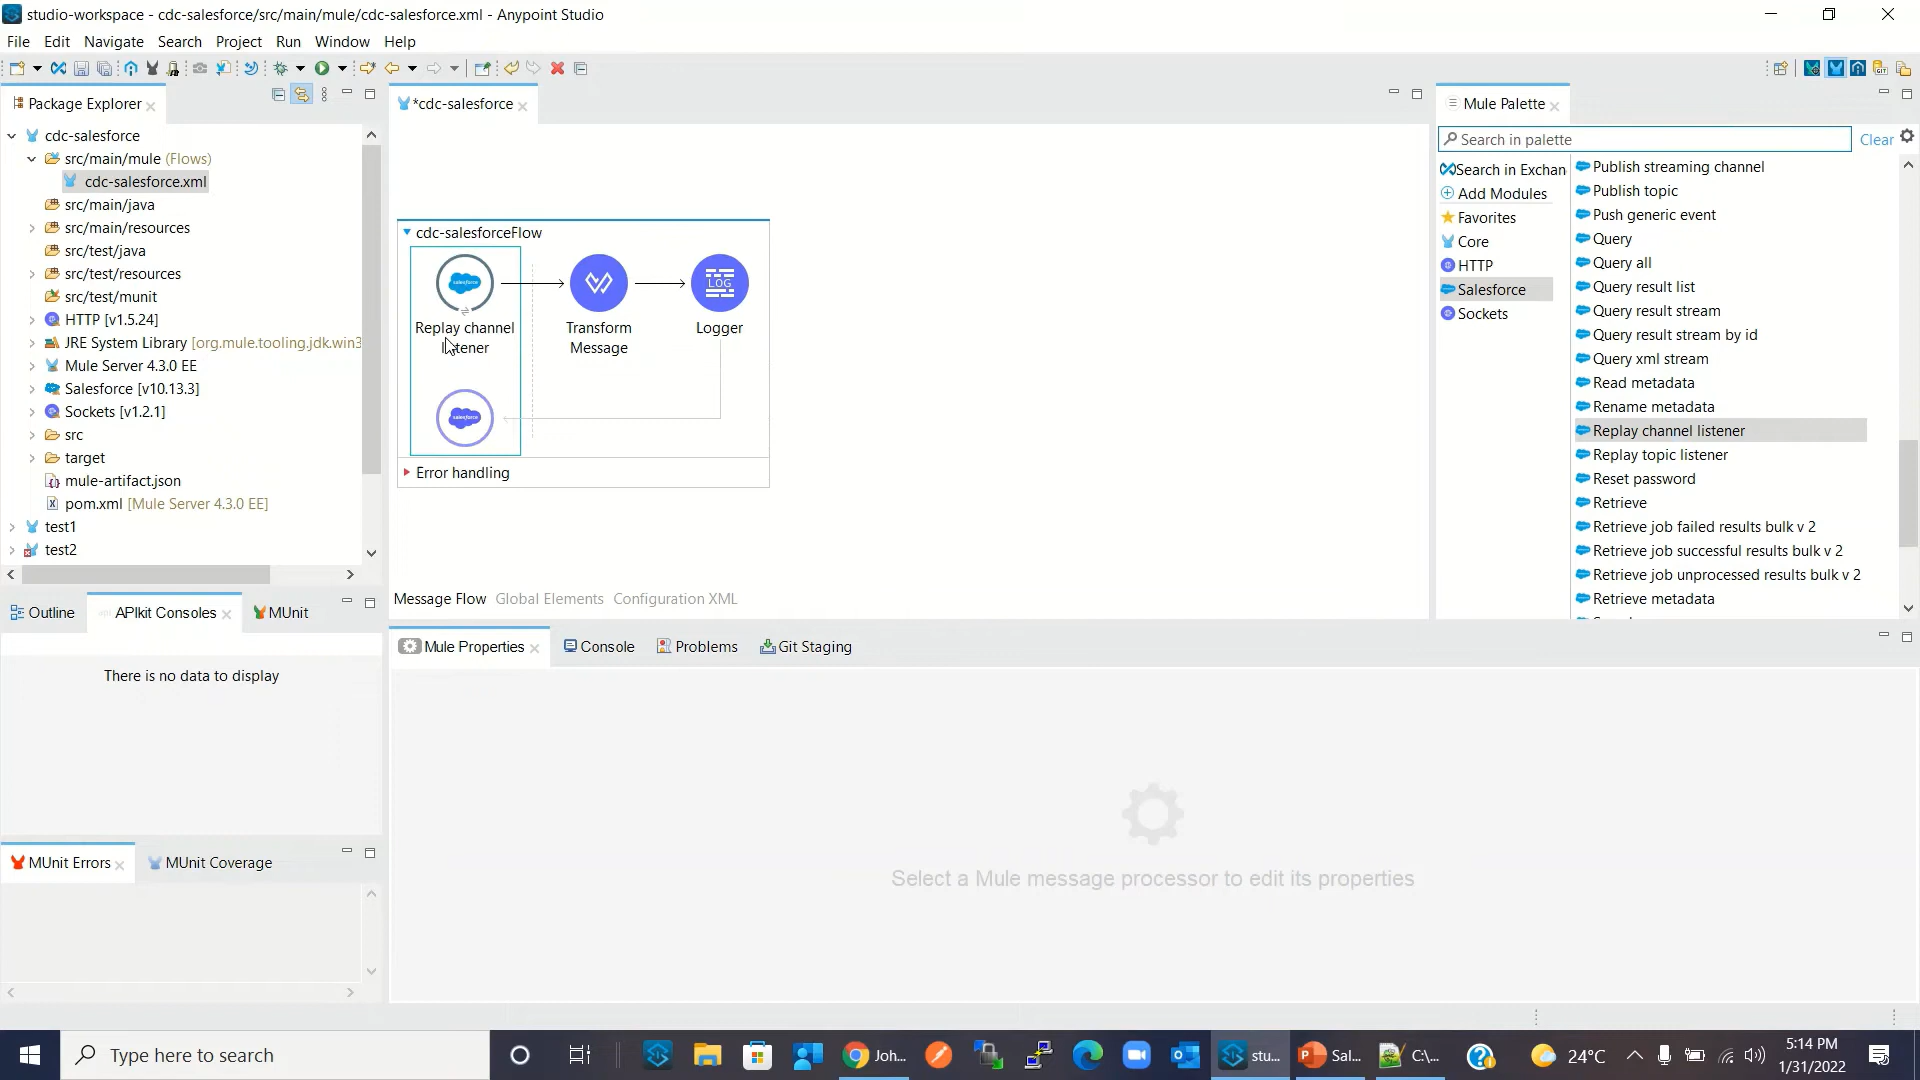 studio-workspace - cdc-salesforce/src/main/mule/cdc-salesforce.xml - Anypoint Studio
File Edit Navigate Search Project Run Window Help
Package Explorer
cdc-salesforce
src/main/mule (Flows)
cdc-salesforce.xml
src/main/java
src/main/resources
src/test/java
src/test/resources
src/test/munit
HTTP [v1.5.24]
JRE System Library [org.mule.tooling.jdk.win3
Mule Server 4.3.0 EE
Salesforce [v10.13.3]
Sockets [v1.2.1]
src
target
mule-artifact.json
pom.xml [Mule Server 4.3.0 EE]
test1
test2
Outline APIkit Consoles MUnit
There is no data to display
MUnit Errors MUnit Coverage
*cdc-salesforce
cdc-salesforceFlow
salesforce
LOG
Replay channel
Transform
Message
Logger
salesforce
Error handling
Message Flow Global Elements Configuration XML
Mule Properties Console Problems Git Staging
Select a Mule message processor to edit its properties
Mule Palette
Search in palette
Clear
Search in Exchan
Add Modules
Favorites
Core
HTTP
Salesforce
Sockets
Publish streaming channel
Publish topic
Push generic event
Query
Query all
Query result list
Query result stream
Query result stream by id
Query xml stream
Read metadata
Rename metadata
Replay channel listener
Replay topic listener
Reset password
Retrieve
Retrieve job failed results bulk v 2
Retrieve job successful results bulk v 2
Retrieve job unprocessed results bulk v 2
Retrieve metadata
Type here to search
Joh...
stu...
Sal...
C:\...
24°C
5:14 PM
1/31/2022